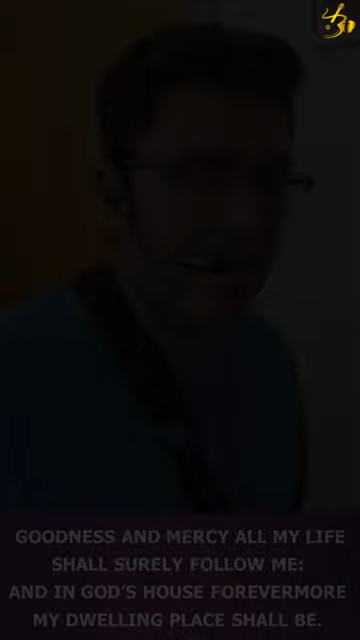 GOODNESS AND MERCY ALL MY LIFE
SHALL SURELY FOLLOW ME:
AND IN GOD'S HOUSE FOREVERMORE
MY DWELLING PLACE SHALL BE.